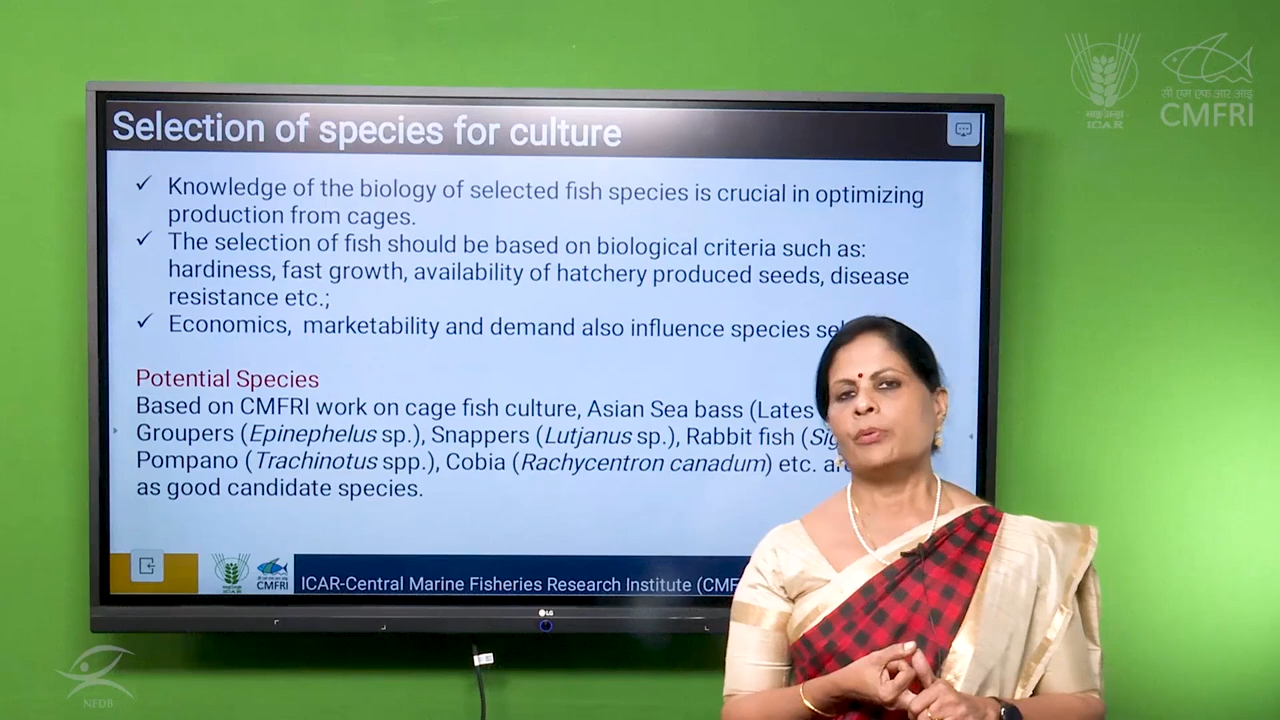 Selection of species for culture
✓ Knowledge of the biology of selected fish species is crucial in optimizing
production from cages.
✓ The selection of fish should be based on biological criteria such as:
hardiness, fast growth, availability of hatchery produced seeds, disease
resistance etc.;
✓ Economics, marketability and demand also influence species
Potential Species
Based on CMFRI work on cage fish culture, Asian Sea bass (Lates
Groupers (Epinephelus sp.), Snappers (Lutjanus sp.), Rabbit fish (
Pompano (Trachinotus spp.), Cobia (Rachycentron canadum) etc.
as good candidate species.
CMFRI
ICAR-Central Marine Fisheries Research Institute (CMF
LG
ICAR
सी एम एफ आर आइ
CMFRI
NFDB